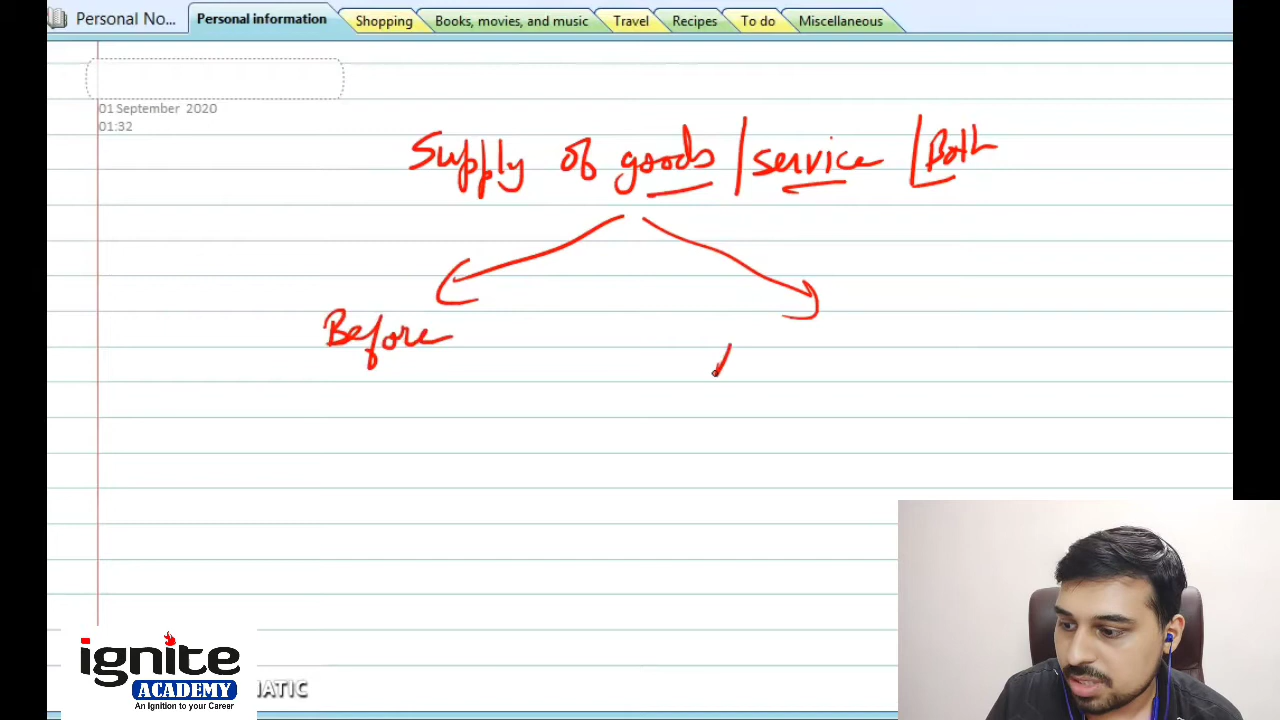 Personal No... Personal information Shopping Books, movies, and music Travel Recipes To do Miscellaneous
01 September 2020
01:32
Supply of goods / service / Both
Before
ignite
ACADEMY
An Ignition to your Career